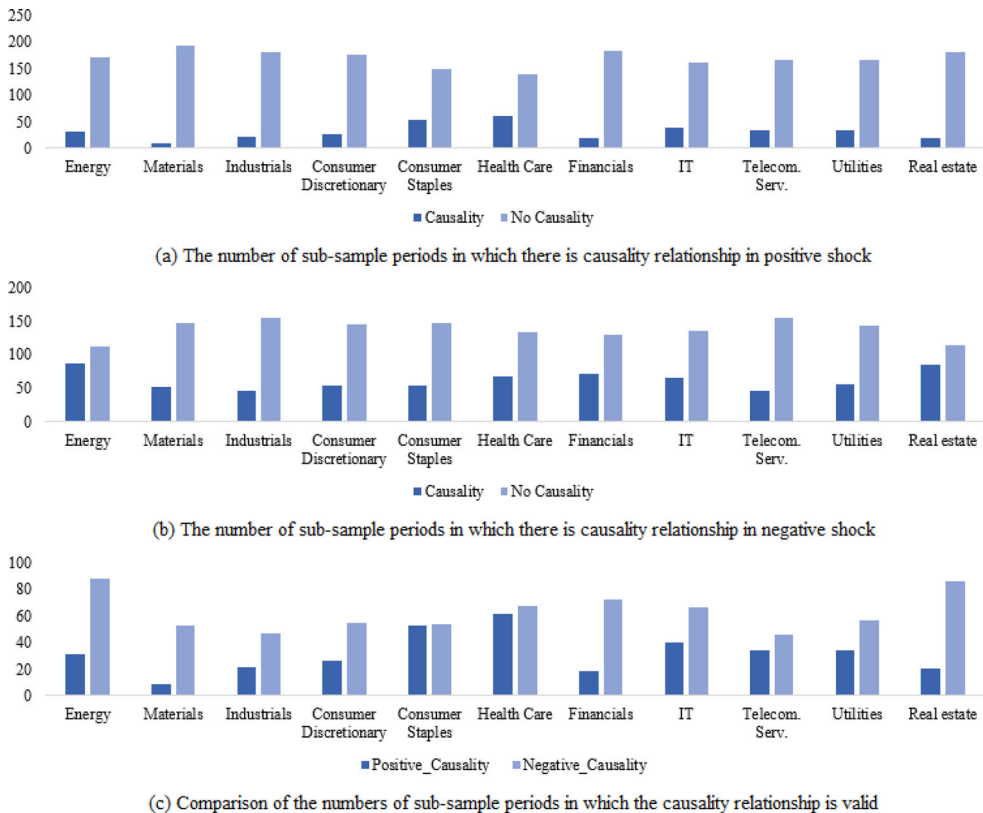 250
200
150
100
50
0
Energy Materials Industrials Consumer Discretionary Consumer Staples Health Care Financials IT Telecom. Serv. Utilities Real estate
Causality No Causality
(a) The number of sub-sample periods in which there is causality relationship in positive shock
200
150
100
50
0
Energy Materials Industrials Consumer Discretionary Consumer Staples Health Care Financials IT Telecom. Serv. Utilities Real estate
Causality No Causality
(b) The number of sub-sample periods in which there is causality relationship in negative shock
100
80
60
40
20
0
Energy Materials Industrials Consumer Discretionary Consumer Staples Health Care Financials IT Telecom. Serv. Utilities Real estate
Positive_Causality Negative_Causality
(c) Comparison of the numbers of sub-sample periods in which the causality relationship is valid